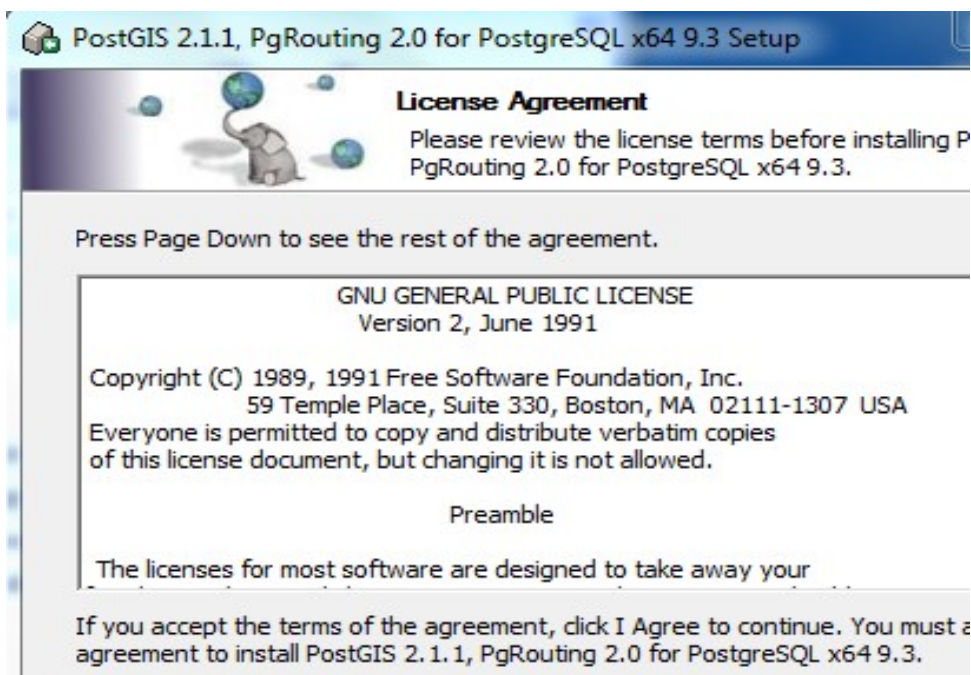 PostGIS 2.1.1, PgRouting 2.0 for PostgreSQL x64 9.3 Setup
License Agreement
Please review the license terms before installing P
PgRouting 2.0 for PostgreSQL x64 9.3.
Press Page Down to see the rest of the agreement.
GNU GENERAL PUBLIC LICENSE
Version 2, June 1991
Copyright (C) 1989, 1991 Free Software Foundation, Inc.
59 Temple Place, Suite 330, Boston, MA 02111-1307 USA
Everyone is permitted to copy and distribute verbatim copies
of this license document, but changing it is not allowed.
Preamble
The licenses for most software are designed to take away your
If you accept the terms of the agreement, click I Agree to continue. You must a
agreement to install PostGIS 2.1.1, PgRouting 2.0 for PostgreSQL x64 9.3.